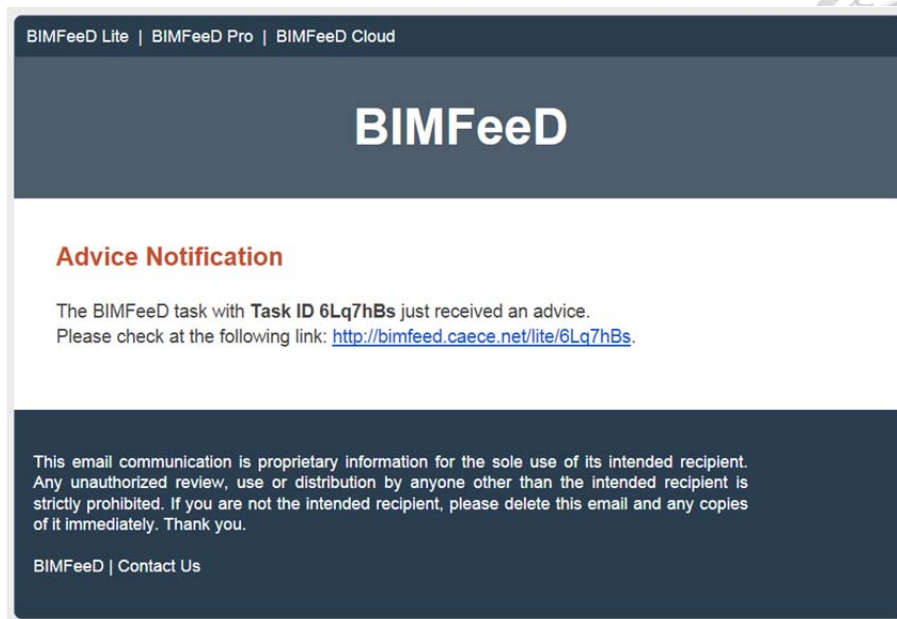 BIMFeeD Lite | BIMFeeD Pro | BIMFeeD Cloud
BIMFeeD
Advice Notification
The BIMFeeD task with Task ID 6Lq7hBs just received an advice.
Please check at the following link: http://bimfeed.caece.net/lite/6Lq7hBs.
This email communication is proprietary information for the sole use of its intended recipient.
Any unauthorized review, use or distribution by anyone other than the intended recipient is
strictly prohibited. If you are not the intended recipient, please delete this email and any copies
of it immediately. Thank you.
BIMFeeD | Contact Us